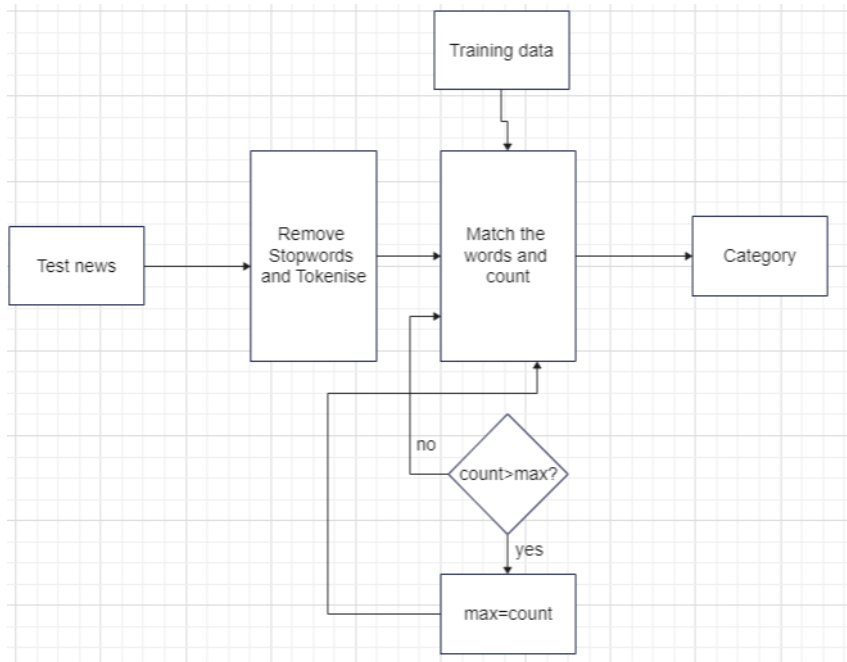 Training data
Test news
Remove
Stopwords
and Tokenise
Match the
words and
count
Category
no
count>max?
yes
max=count